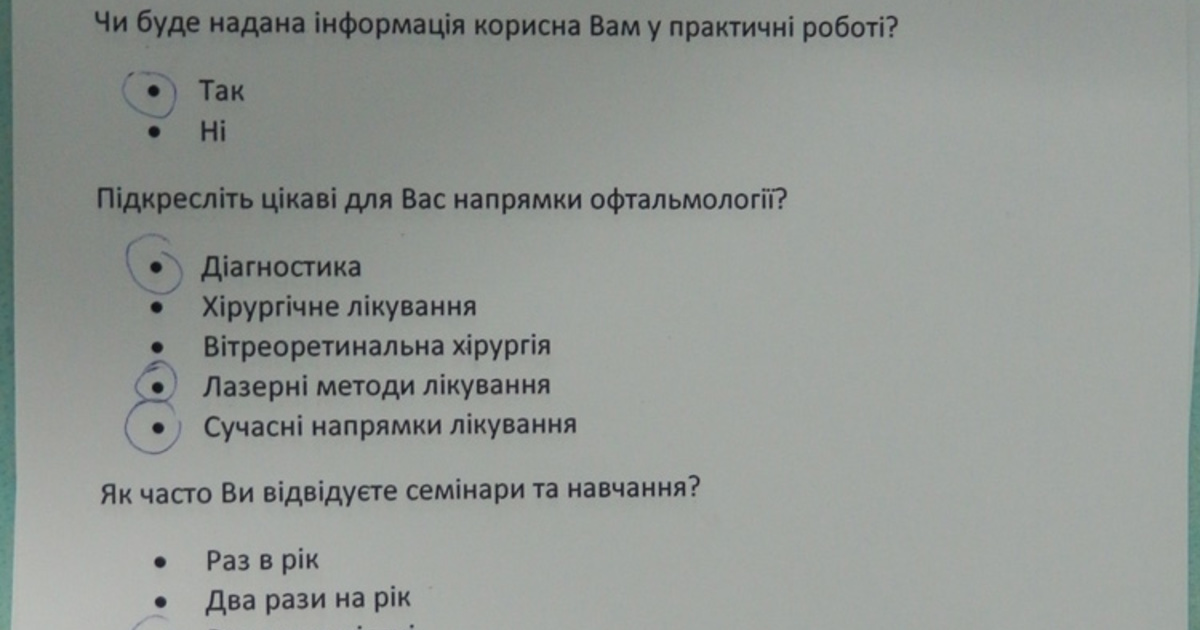 Чи буде надана інформація корисна Вам у практичні роботі?
• Так
• Ні
Підкресліть цікаві для Вас напрямки офтальмології?
• Діагностика
• Хірургічне лікування
• Вітреоретинальна хірургія
• Лазерні методи лікування
• Сучасні напрямки лікування
Як часто Ви відвідуєте семінари та навчання?
• Раз в рік
• Два рази на рік